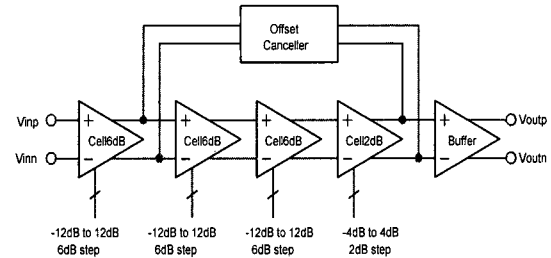 Offset
Canceller
Vinp
+
Cell6dB
−
+
Cell6dB
−
+
Cell6dB
−
+
Cell2dB
−
+
Buffer
−
Voutp
Vinn
Voutn
-12dB to 12dB
6dB step
-12dB to 12dB
6dB step
-12dB to 12dB
6dB step
-4dB to 4dB
2dB step